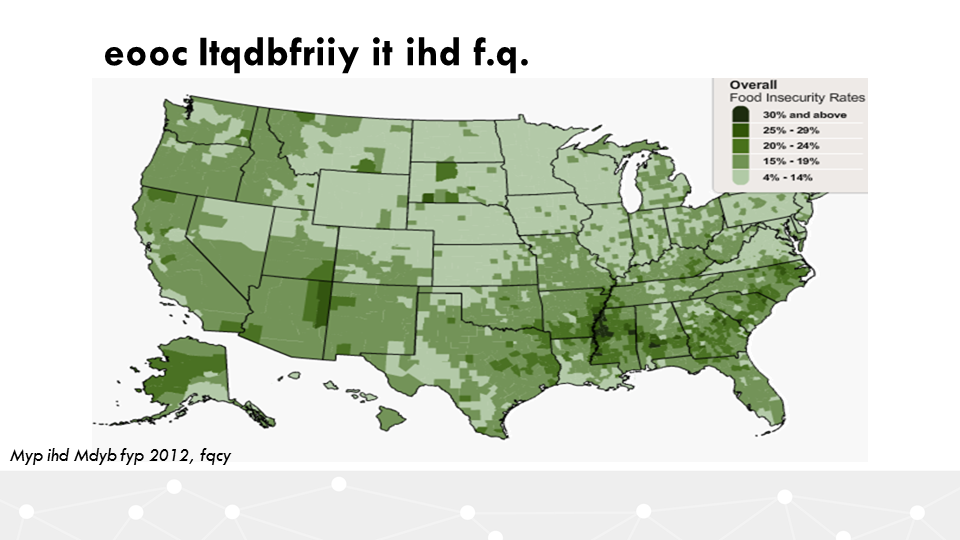 eooc ltqdbfriiy it ihd f.q.
Overall
Food Insecurity Rates
30% and above
25% - 29%
20% - 24%
15% - 19%
4% - 14%
Myp ihd Mdyb fyp 2012, fqcy